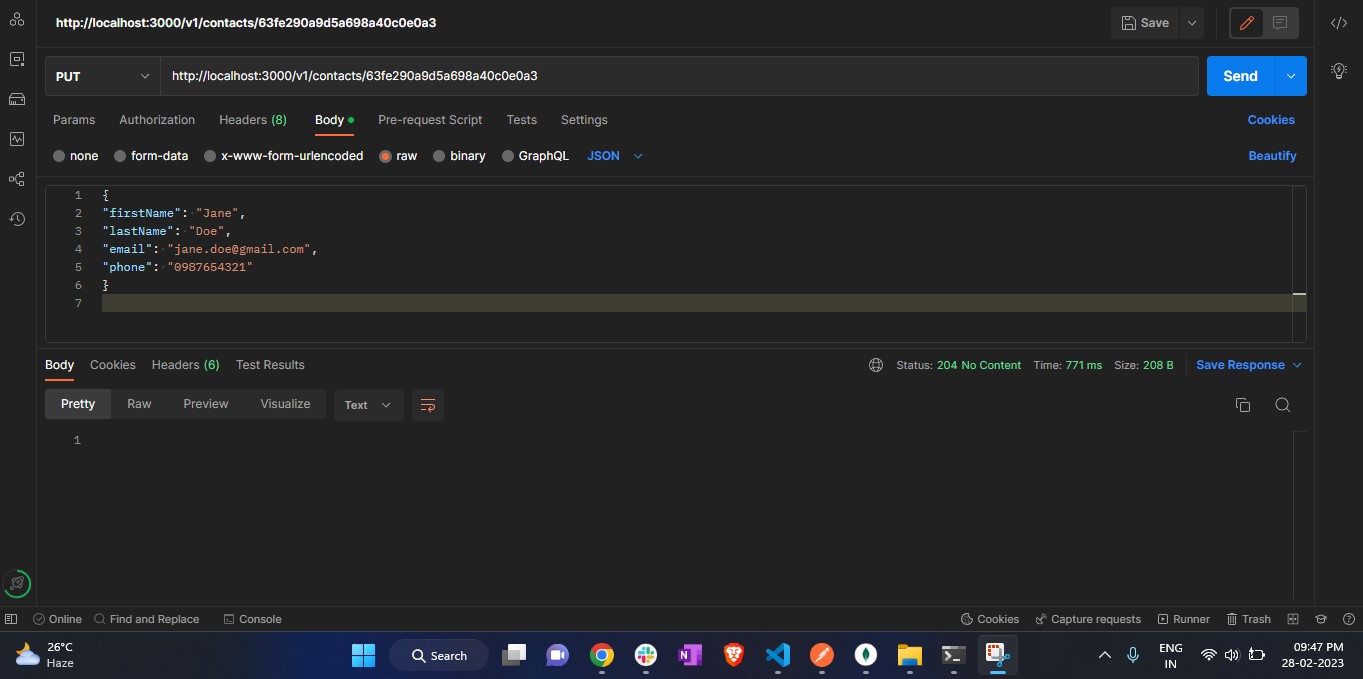 http://localhost:3000/v1/contacts/63fe290a9d5a698a40c0e0a3
Save
PUT
http://localhost:3000/v1/contacts/63fe290a9d5a698a40c0e0a3
Send
Params Authorization Headers (8) Body Pre-request Script Tests Settings Cookies
none form-data x-www-form-urlencoded raw binary GraphQL JSON Beautify
1 {
2 "firstName": "Jane",
3 "lastName": "Doe",
4 "email": "jane.doe@gmail.com",
5 "phone": "0987654321"
6 }
7
Body Cookies Headers (6) Test Results Status: 204 No Content Time: 771 ms Size: 208 B Save Response
Pretty Raw Preview Visualize Text
1
Online Find and Replace Console Cookies Capture requests Runner Trash
26°C
Haze
Search
ENG
IN
09:47 PM
28-02-2023